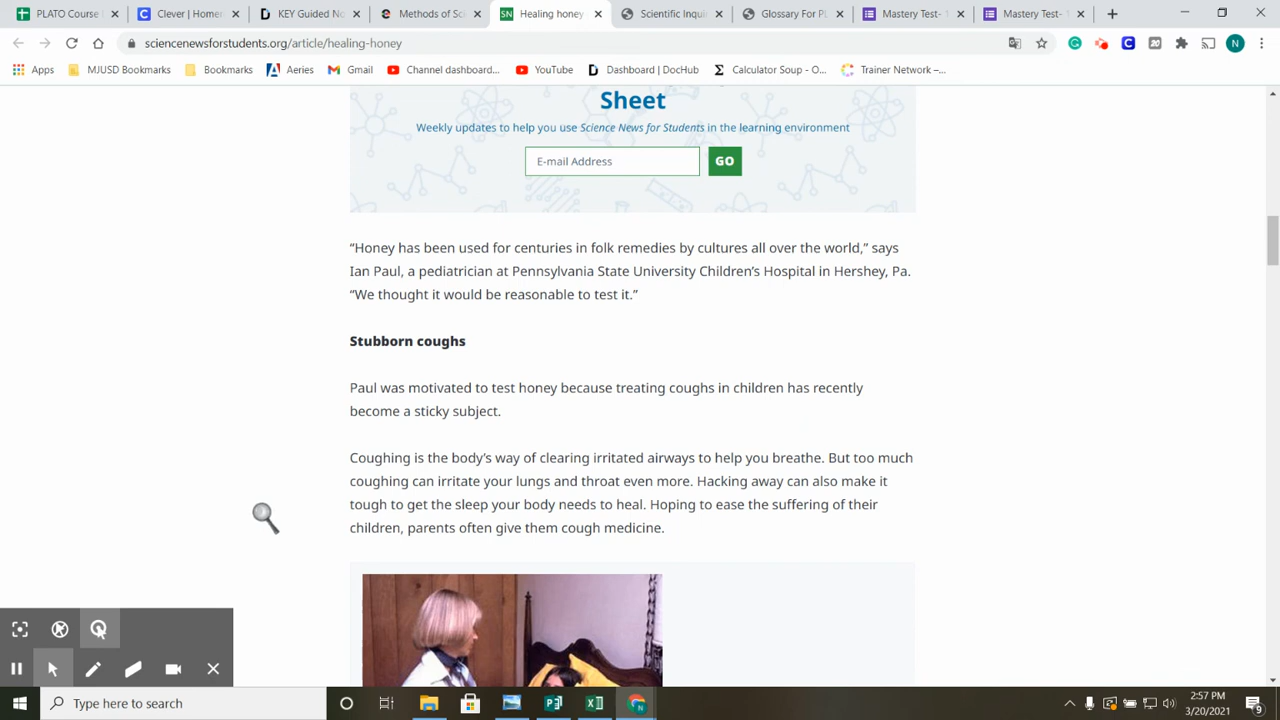 PLATO Course
Clever | Home
KEY Guided No
Methods of Sci
SN Healing honey
Scientific Inqui
Glossary For PL
Mastery Test- 1
Mastery Test- 1
sciencenewsforstudents.org/article/healing-honey
Apps MJUSD Bookmarks Bookmarks Aeries Gmail Channel dashboard... YouTube Dashboard | DocHub Calculator Soup - O... Trainer Network –...
Sheet
Weekly updates to help you use Science News for Students in the learning environment
E-mail Address GO
“Honey has been used for centuries in folk remedies by cultures all over the world,” says
Ian Paul, a pediatrician at Pennsylvania State University Children’s Hospital in Hershey, Pa.
“We thought it would be reasonable to test it.”
Stubborn coughs
Paul was motivated to test honey because treating coughs in children has recently
become a sticky subject.
Coughing is the body’s way of clearing irritated airways to help you breathe. But too much
coughing can irritate your lungs and throat even more. Hacking away can also make it
tough to get the sleep your body needs to heal. Hoping to ease the suffering of their
children, parents often give them cough medicine.
Type here to search
2:57 PM
3/20/2021